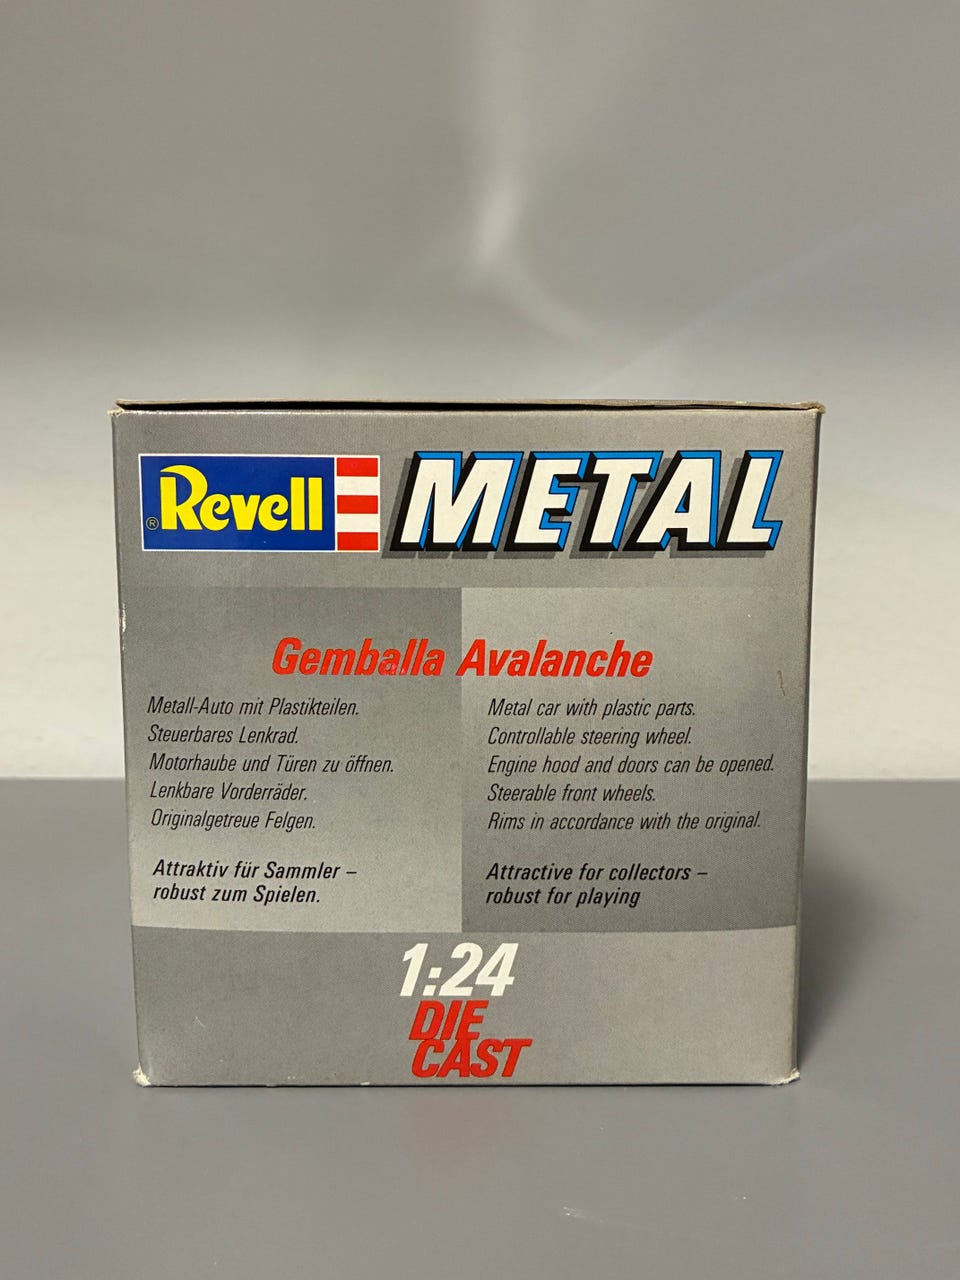 ® Revell METAL
Gemballa Avalanche
Metall-Auto mit Plastikteilen.
Steuerbares Lenkrad.
Motorhaube und Türen zu öffnen.
Lenkbare Vorderräder.
Originalgetreue Felgen.
Attraktiv für Sammler –
robust zum Spielen.
Metal car with plastic parts.
Controllable steering wheel.
Engine hood and doors can be opened.
Steerable front wheels.
Rims in accordance with the original.
Attractive for collectors –
robust for playing
1:24
DIE
CAST